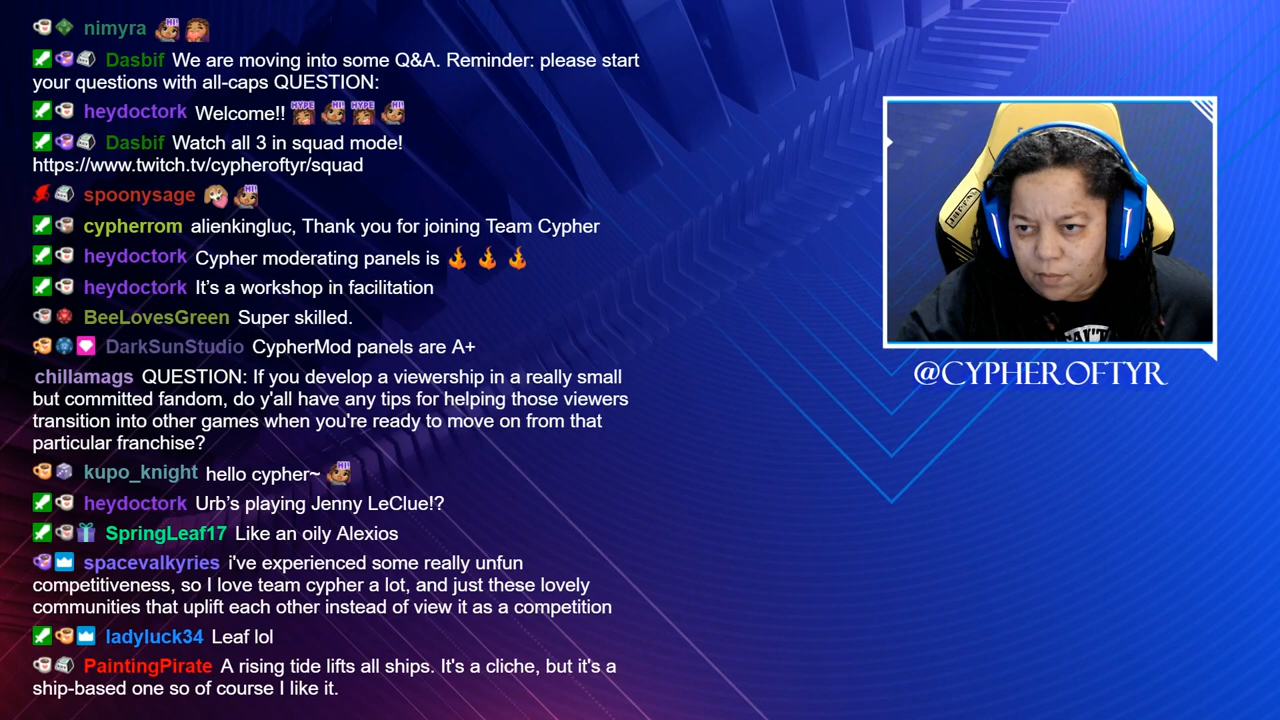 nimyra
Dasbif We are moving into some Q&A. Reminder: please start
your questions with all-caps QUESTION:
heydoctork Welcome!!
Dasbif Watch all 3 in squad mode!
https://www.twitch.tv/cypheroftyr/squad
spoonysage
cypherrom alienkingluc, Thank you for joining Team Cypher
heydoctork Cypher moderating panels is
heydoctork It’s a workshop in facilitation
BeeLovesGreen Super skilled.
DarkSunStudio CypherMod panels are A+
chillamags QUESTION: If you develop a viewership in a really small
but committed fandom, do y'all have any tips for helping those viewers
transition into other games when you're ready to move on from that
particular franchise?
kupo_knight hello cypher~
heydoctork Urb’s playing Jenny LeClue!?
SpringLeaf17 Like an oily Alexios
spacevalkyries i've experienced some really unfun
competitiveness, so I love team cypher a lot, and just these lovely
communities that uplift each other instead of view it as a competition
ladyluck34 Leaf lol
PaintingPirate A rising tide lifts all ships. It's a cliche, but it's a
ship-based one so of course I like it.
@CYPHEROFTYR